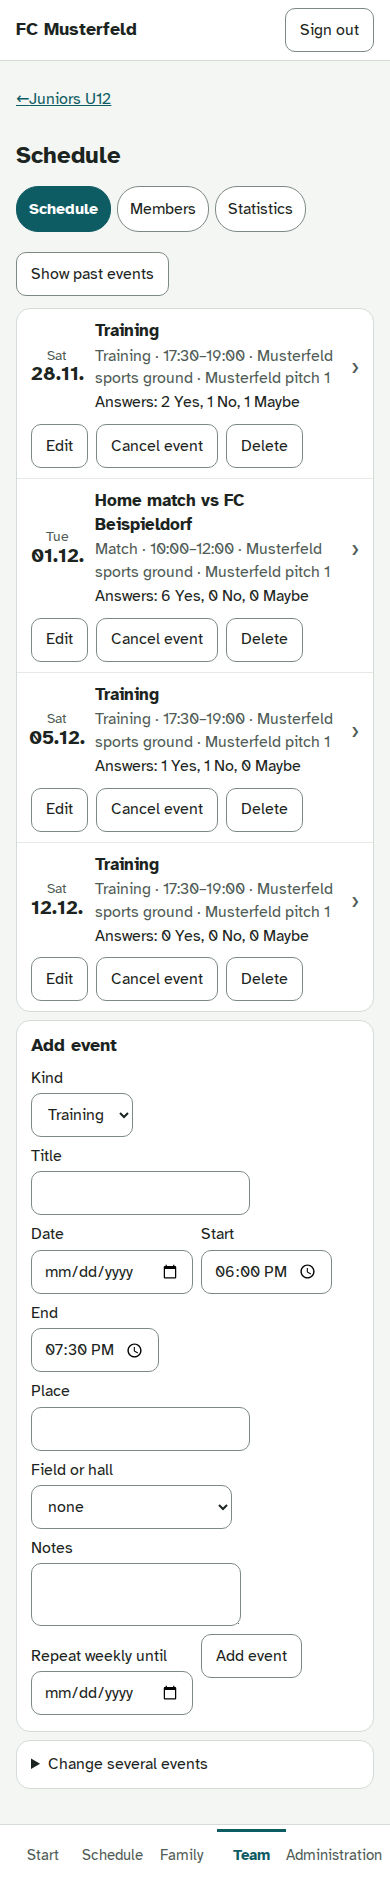 FC Musterfeld
Sign out
←Juniors U12
Schedule
Schedule
Members
Statistics
Show past events
Sat
28.11.
Training
Training · 17:30–19:00 · Musterfeld
sports ground · Musterfeld pitch 1
Answers: 2 Yes, 1 No, 1 Maybe
❯
Edit
Cancel event
Delete
Tue
01.12.
Home match vs FC
Beispieldorf
Match · 10:00–12:00 · Musterfeld
sports ground · Musterfeld pitch 1
Answers: 6 Yes, 0 No, 0 Maybe
❯
Edit
Cancel event
Delete
Sat
05.12.
Training
Training · 17:30–19:00 · Musterfeld
sports ground · Musterfeld pitch 1
Answers: 1 Yes, 1 No, 0 Maybe
❯
Edit
Cancel event
Delete
Sat
12.12.
Training
Training · 17:30–19:00 · Musterfeld
sports ground · Musterfeld pitch 1
Answers: 0 Yes, 0 No, 0 Maybe
❯
Edit
Cancel event
Delete
Add event
Kind
Training
Title
Date
Start
mm/dd/yyyy
06:00 PM
End
07:30 PM
Place
Field or hall
none
Notes
Repeat weekly until
Add event
mm/dd/yyyy
▶ Change several events
Start
Schedule
Family
Team
Administration